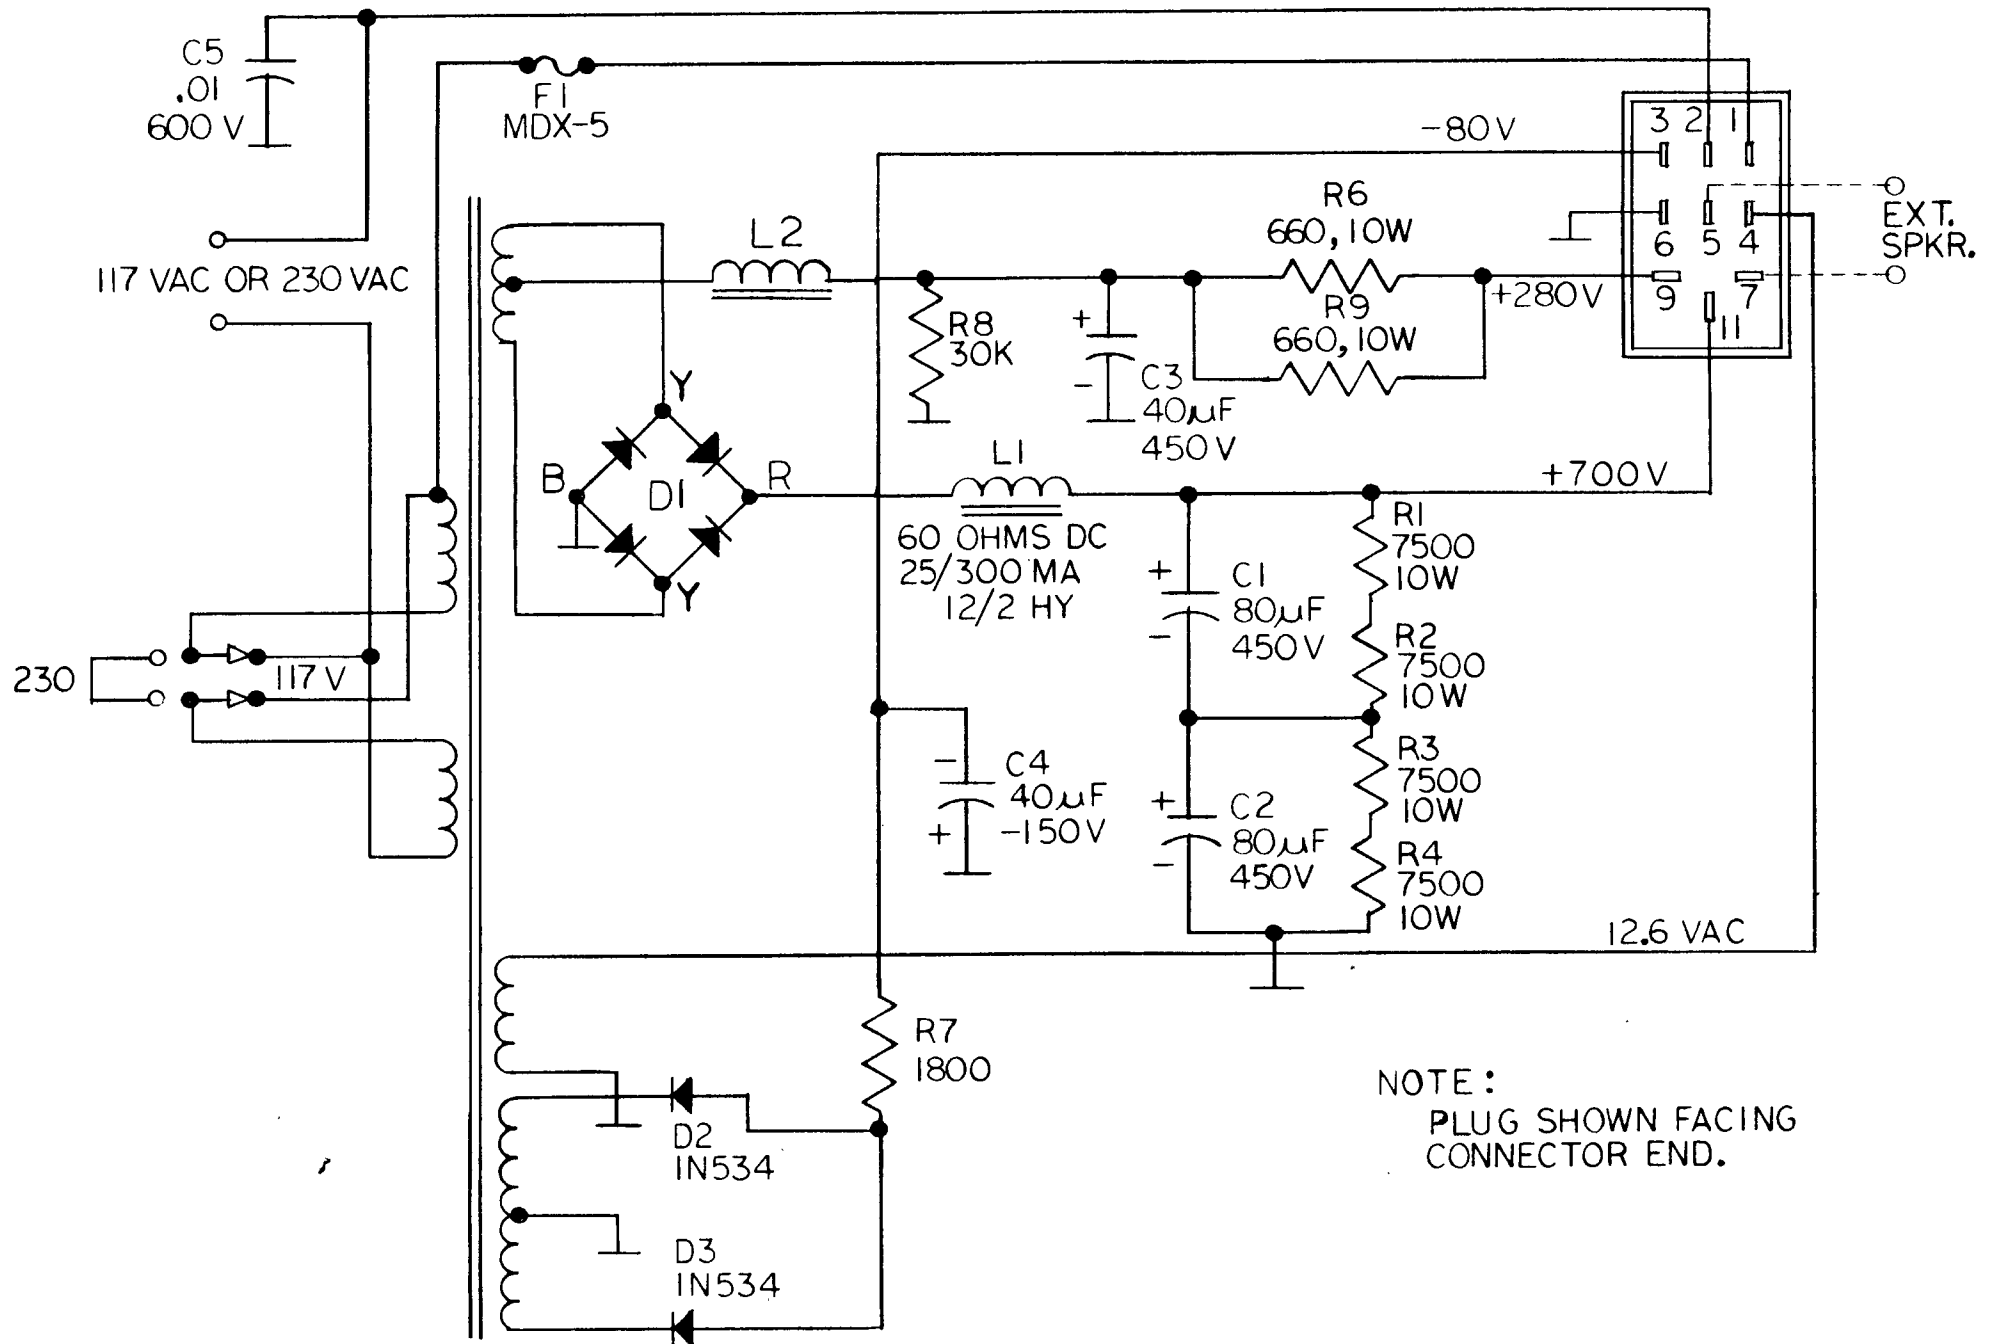 C5
.01
600 V
F1
MDX-5
-80V
3 2 1
6 5 4
9 7
11
EXT.
SPKR.
117 VAC OR 230 VAC
L2
R6
660, 10W
R9
660, 10W
+280V
R8
30K
+
-
C3
40µF
450V
Y
B D1 R
Y
L1
60 OHMS DC
25/300 MA
12/2 HY
+700V
R1
7500
10W
+
-
C1
80µF
450V
R2
7500
10W
230
117 V
-
+
C4
40µF
-150V
R3
7500
10W
+
-
C2
80µF
450V
R4
7500
10W
12.6 VAC
R7
1800
D2
1N534
D3
1N534
NOTE:
PLUG SHOWN FACING
CONNECTOR END.